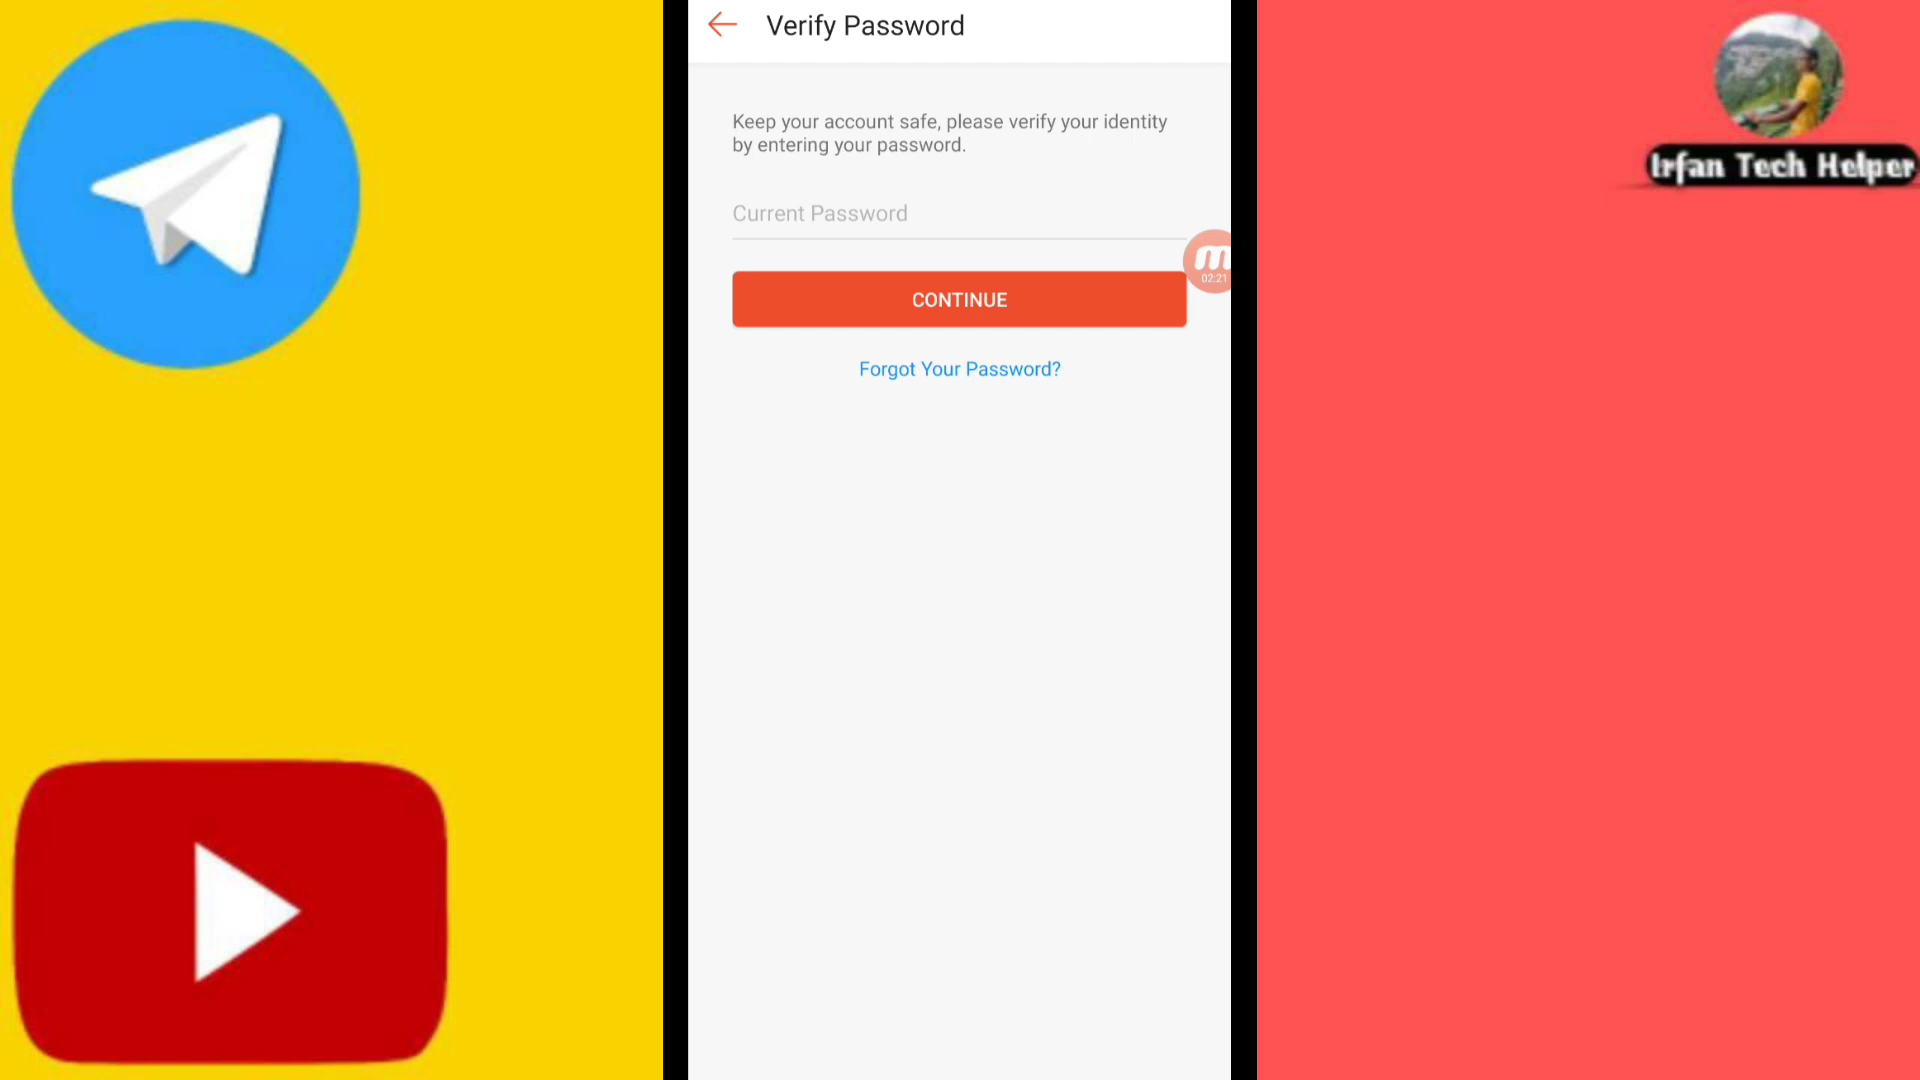 Verify Password
Irfan Tech Helper
Keep your account safe, please verify your identity
by entering your password.
Current Password
m
02:21
CONTINUE
Forgot Your Password?